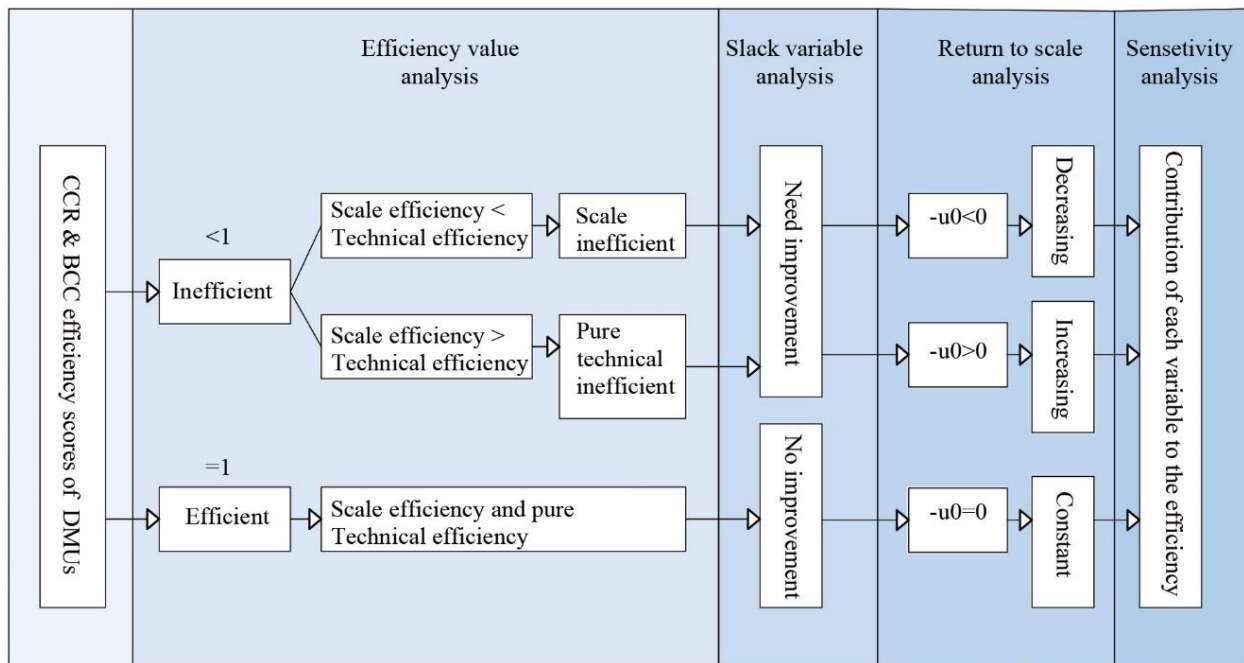 Efficiency value
analysis
Slack variable
analysis
Return to scale
analysis
Sensetivity
analysis
CCR & BCC efficiency scores of DMUs
<1
Inefficient
Scale efficiency <
Technical efficiency
Scale
inefficient
Scale efficiency >
Technical efficiency
Pure
technical
inefficient
=1
Efficient
Scale efficiency and pure
Technical efficiency
Need improvement
No improvement
-u0<0
Decreasing
-u0>0
Increasing
-u0=0
Constant
Contribution of each variable to the efficiency